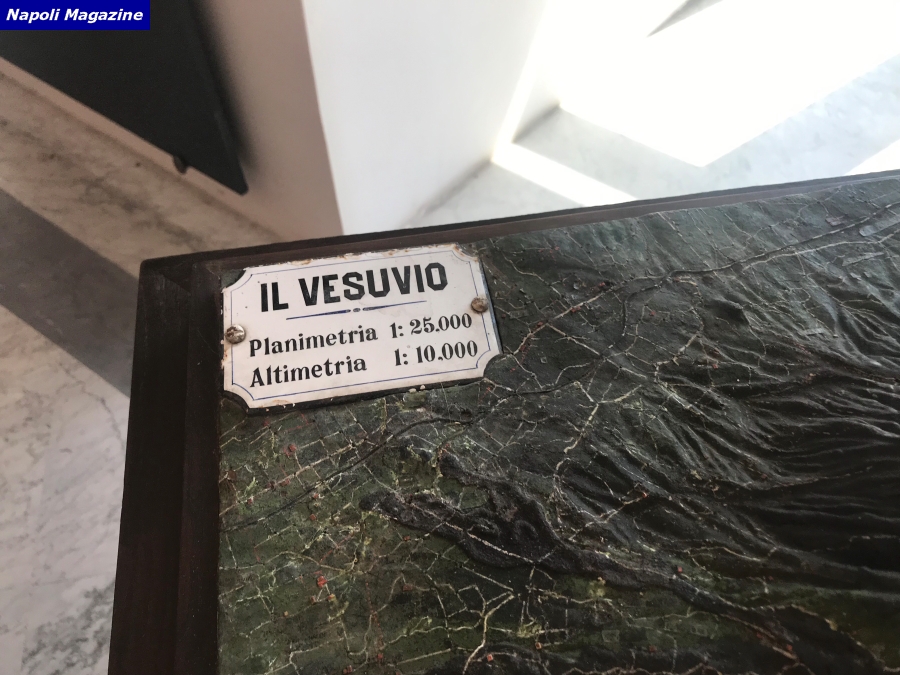 Napoli Magazine
IL VESUVIO
Planimetria 1: 25.000
Altimetria 1: 10.000